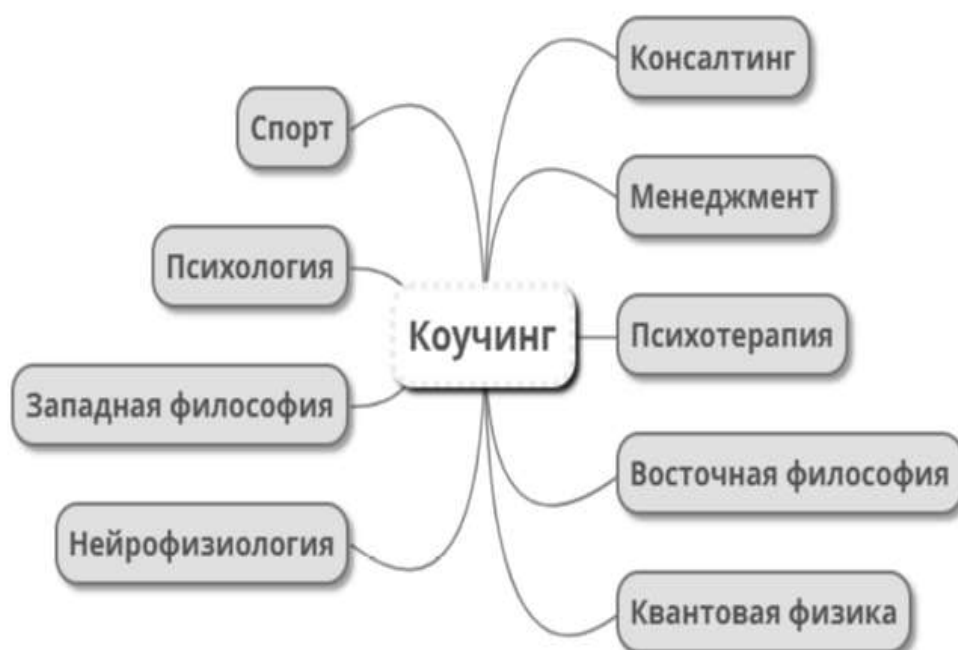 Консалтинг
Спорт
Менеджмент
Психология
Коучинг
Психотерапия
Западная философия
Восточная философия
Нейрофизиология
Квантовая физика